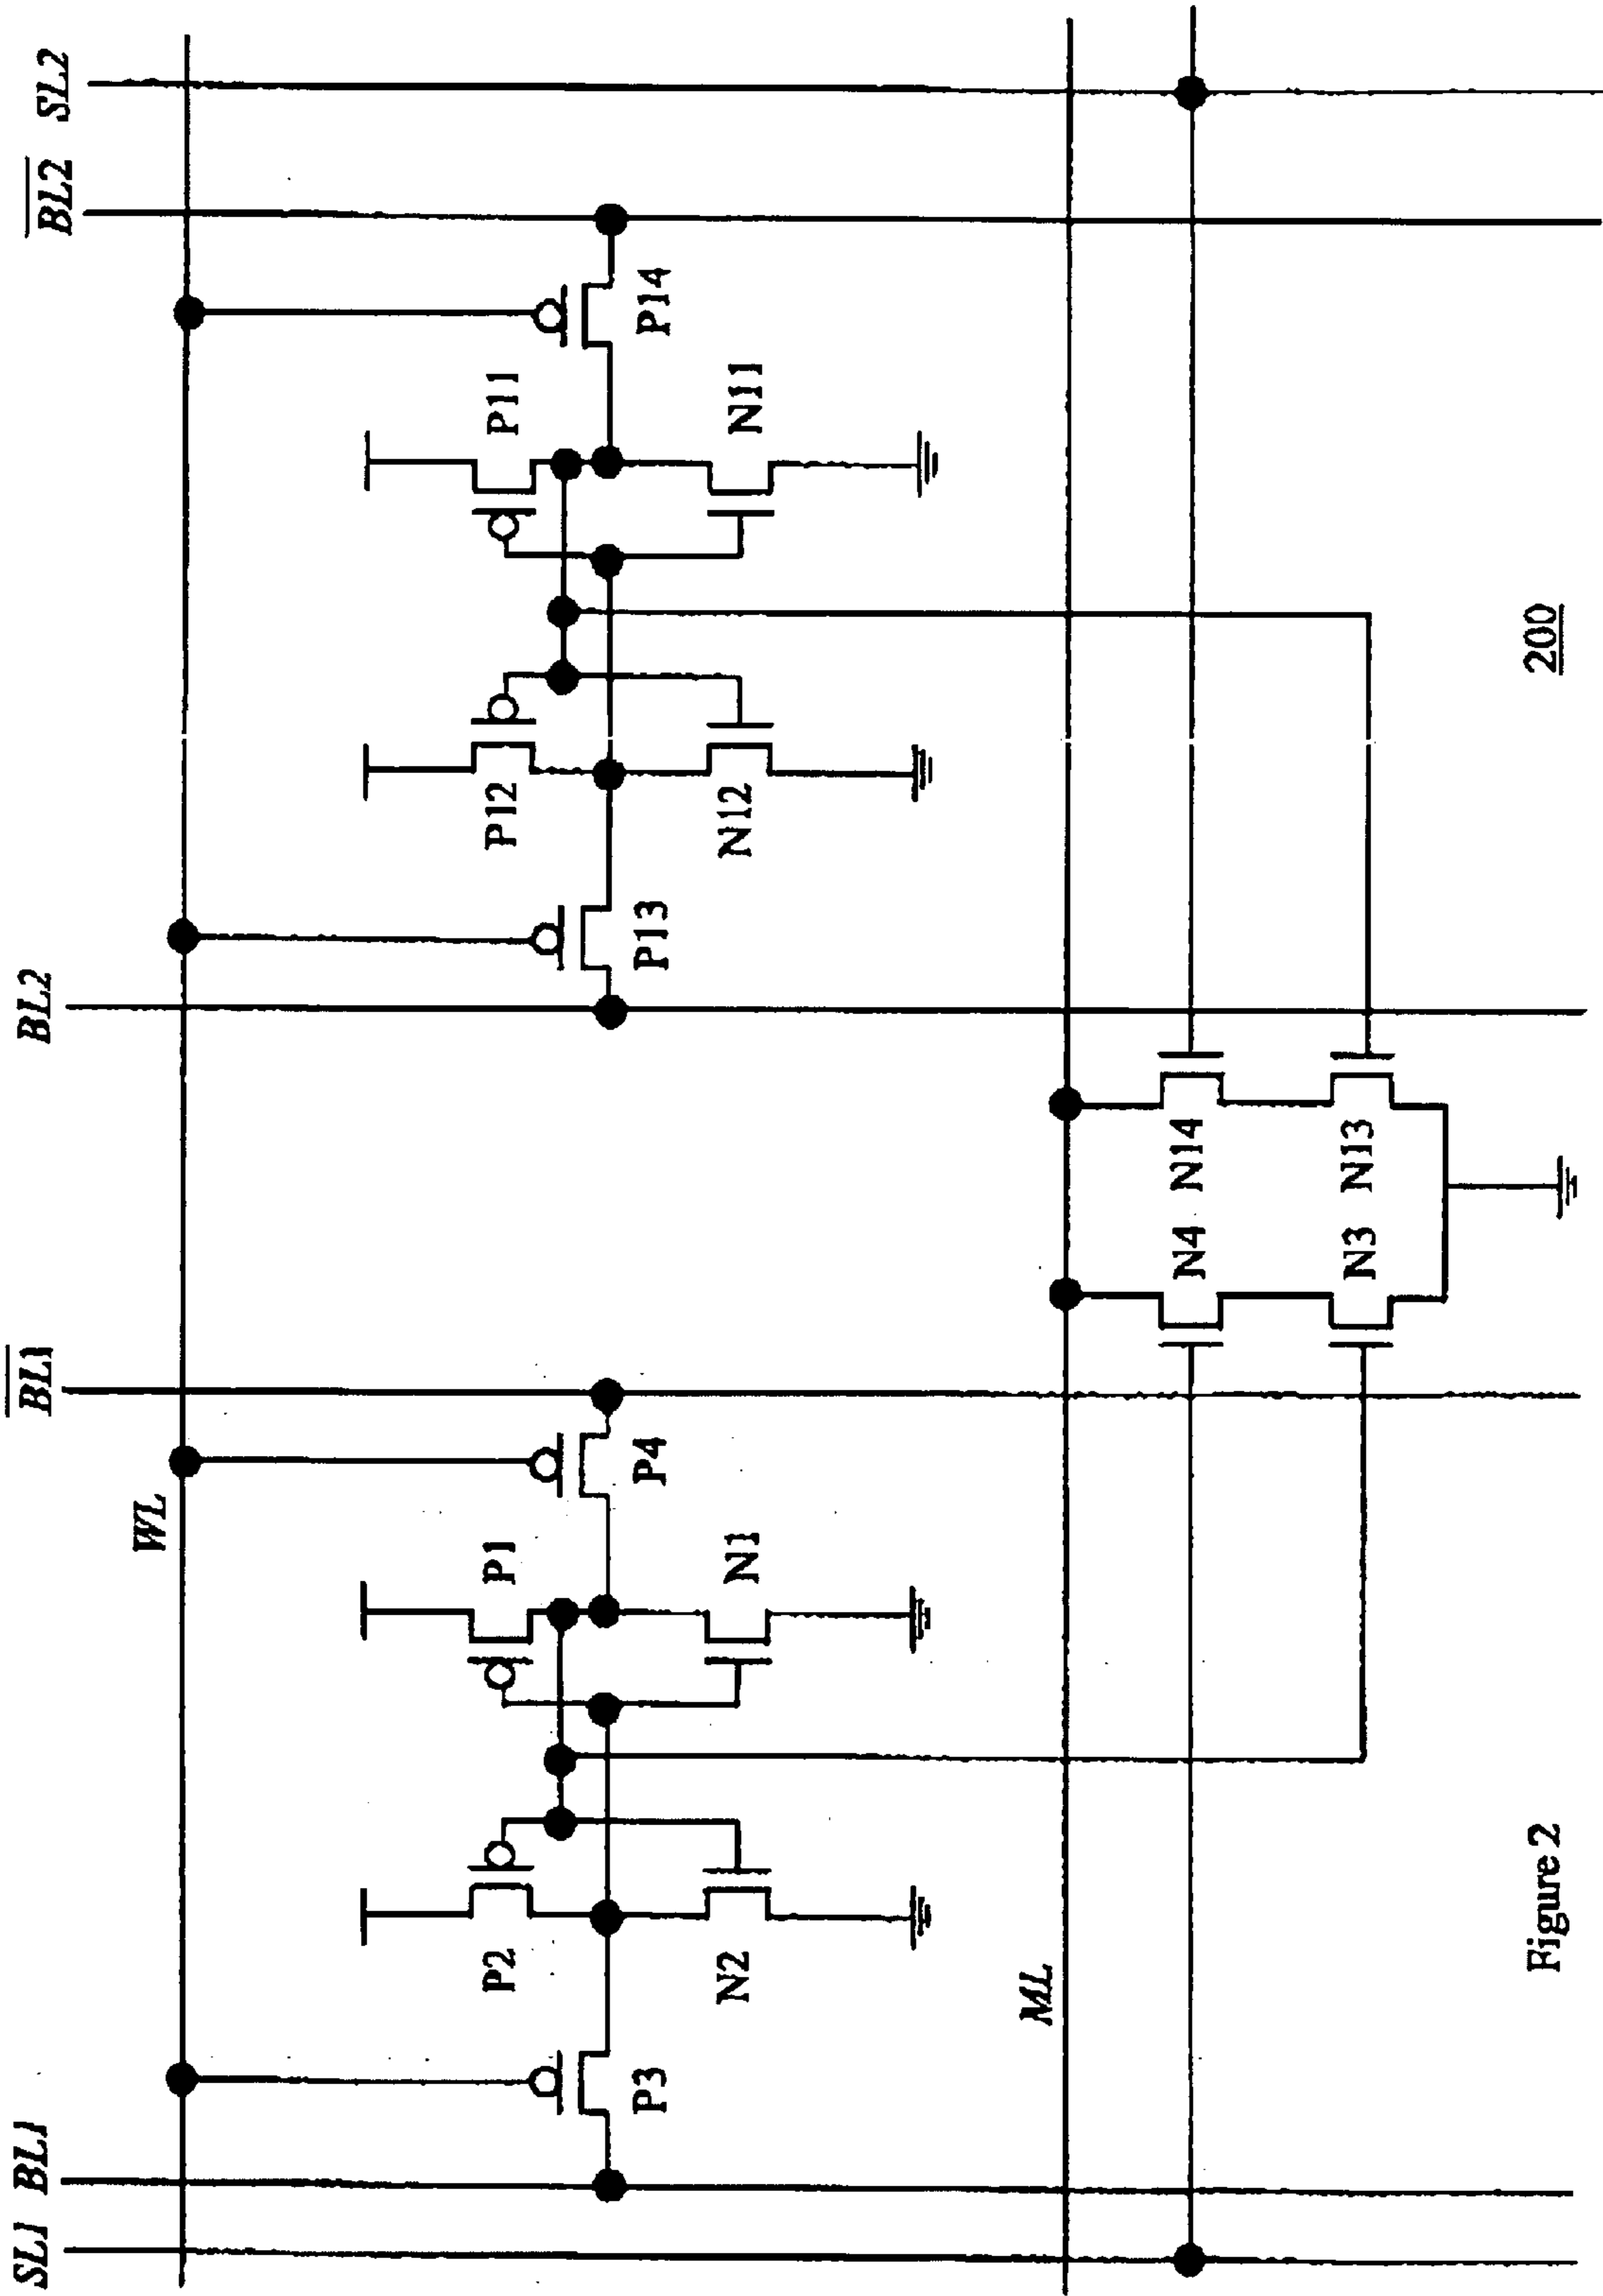 SL1 BL1 BL1 BL2 BL2 SL2
WL
P2 P1 P12 P11
P3 P4 P13 P14
N2 N1 N12 N11
ML
N4 N14
N3 N13
Figure 2
200